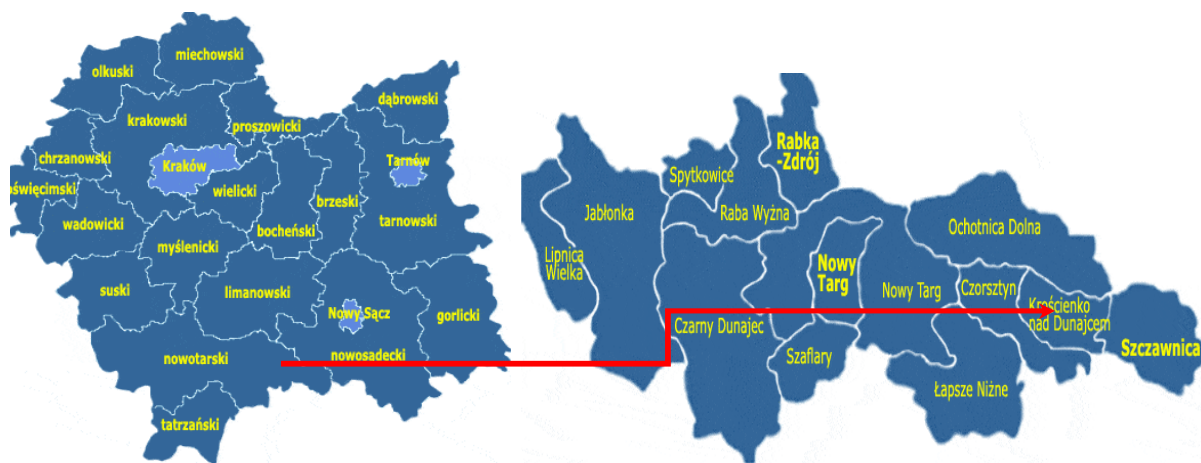 miechowski
olkuski
dąbrowski
krakowski
proszowicki
chrzanowski
Kraków
Tarnów
oświęcimski
wielicki
brzeski
wadowicki
tarnowski
bocheński
myślenicki
suski
limanowski
Nowy Sącz
gorlicki
nowotarski
nowosadecki
tatrzański
Rabka
-Zdrój
Spytkowice
Jabłonka
Raba Wyżna
Ochotnica Dolna
Lipnica
Wielka
Nowy
Targ
Nowy Targ
Czorsztyn
Krościenko
nad Dunajcem
Czarny Dunajec
Szczawnica
Szaflary
Łapsze Niżne